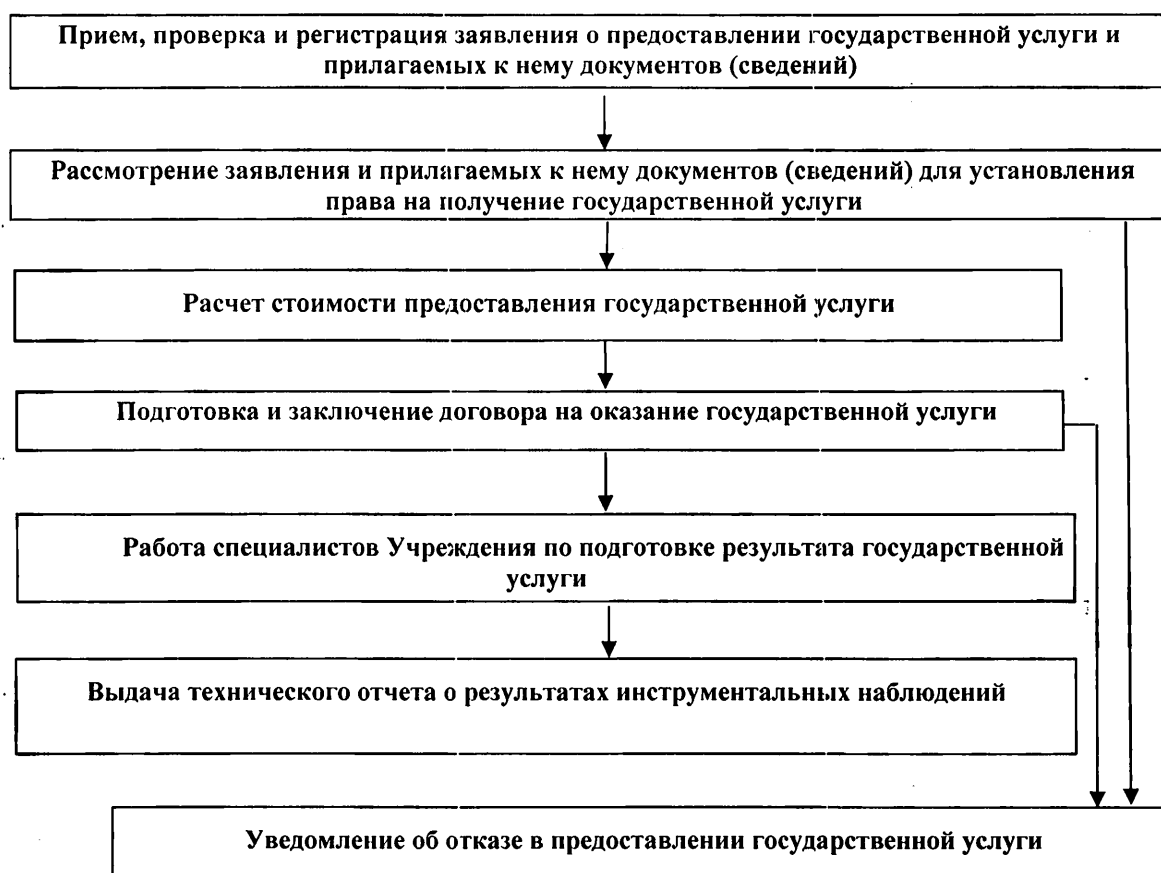 Прием, проверка и регистрация заявления о предоставлении государственной услуги и
прилагаемых к нему документов (сведений)
Рассмотрение заявления и прилагаемых к нему документов (сведений) для установления
права на получение государственной услуги
Расчет стоимости предоставления государственной услуги
Подготовка и заключение договора на оказание государственной услуги
Работа специалистов Учреждения по подготовке результата государственной
услуги
Выдача технического отчета о результатах инструментальных наблюдений
Уведомление об отказе в предоставлении государственной услуги